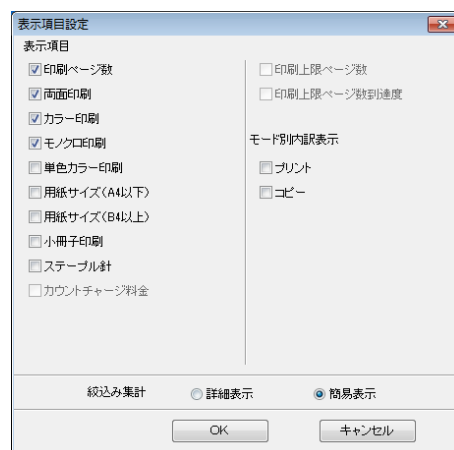 表示項目設定
表示項目
印刷ページ数
両面印刷
カラー印刷
モノクロ印刷
単色カラー印刷
用紙サイズ(A4以下)
用紙サイズ(B4以上)
小冊子印刷
ステープル針
カウントチャージ料金
印刷上限ページ数
印刷上限ページ数到達度
モード別内訳表示
プリント
コピー
絞込み集計 詳細表示 簡易表示
OK キャンセル